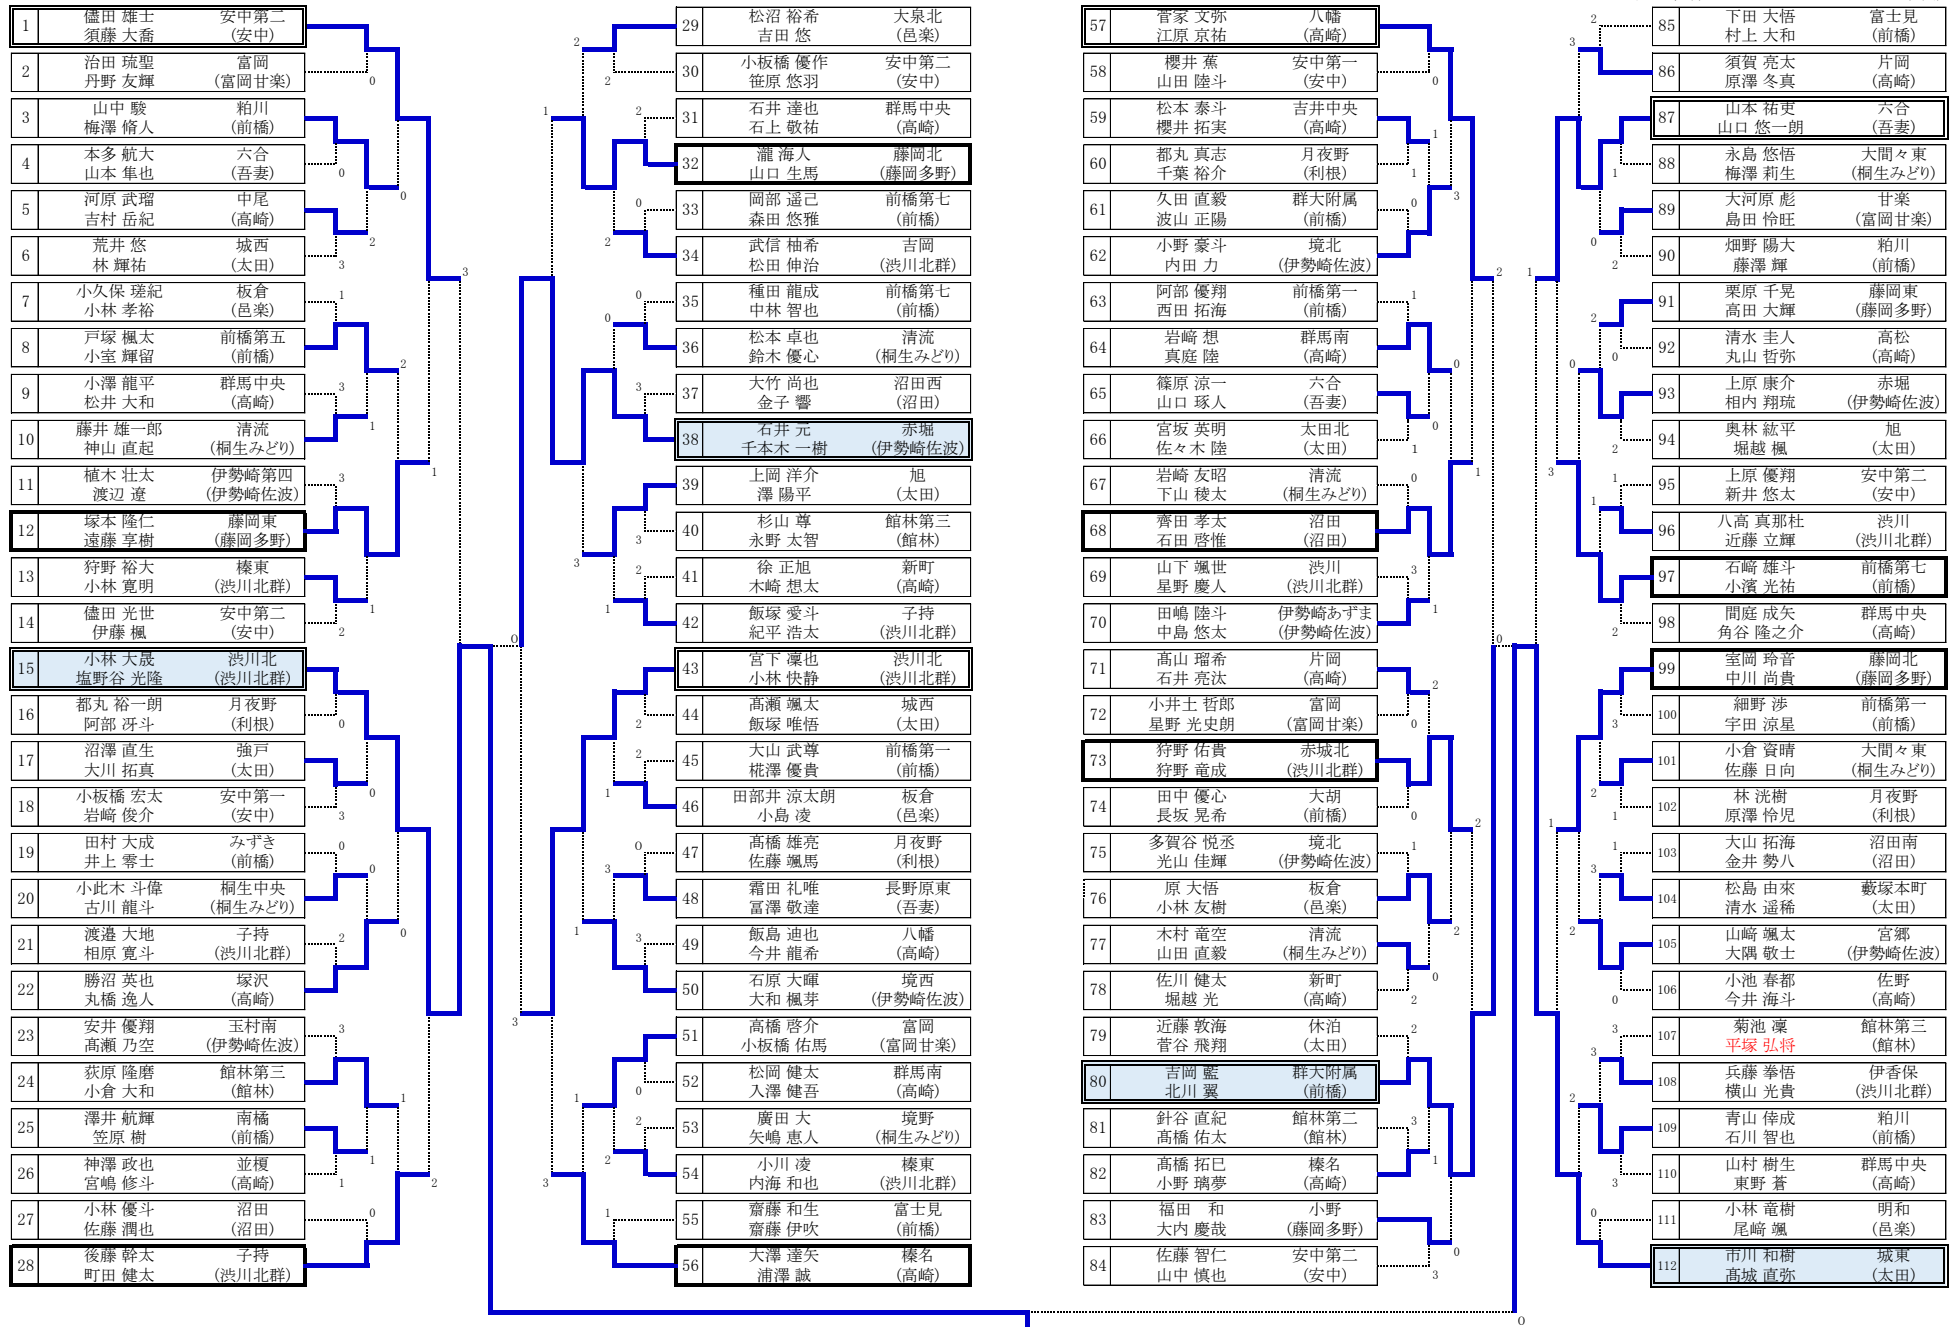 1 儘田 雄士 安中第二
須藤 大喬 (安中)
2 治田 琉聖 富岡
丹野 友輝 (富岡甘楽)
3 山中 駿 粕川
梅澤 脩人 (前橋)
4 本多 航大 六合
山本 隼也 (吾妻)
5 河原 武瑠 中尾
吉村 岳紀 (高崎)
6 荒井 悠 城西
林 輝祐 (太田)
7 小久保 瑳紀 板倉
小林 孝裕 (邑楽)
8 戸塚 楓太 前橋第五
小室 輝留 (前橋)
9 小澤 龍平 群馬中央
松井 大和 (高崎)
10 藤井 雄一郎 清流
神山 直起 (桐生みどり)
11 植木 壮太 伊勢崎第四
渡辺 遼 (伊勢崎佐波)
12 塚本 隆仁 藤岡東
遠藤 享樹 (藤岡多野)
13 狩野 裕大 榛東
小林 寛明 (渋川北群)
14 儘田 光世 安中第二
伊藤 楓 (安中)
15 小林 大晟 渋川北
塩野谷 光隆 (渋川北群)
16 都丸 裕一朗 月夜野
阿部 冴斗 (利根)
17 沼澤 直生 強戸
大川 拓真 (太田)
18 小板橋 宏太 安中第一
岩﨑 俊介 (安中)
19 田村 大成 みずき
井上 零士 (前橋)
20 小此木 斗偉 桐生中央
古川 龍斗 (桐生みどり)
21 渡邉 大地 子持
相原 寛斗 (渋川北群)
22 勝沼 英也 塚沢
丸橋 逸人 (高崎)
23 安井 優翔 玉村南
髙瀬 乃空 (伊勢崎佐波)
24 荻原 隆磨 館林第三
小倉 大和 (館林)
25 澤井 航輝 南橘
笠原 樹 (前橋)
26 神澤 政也 並榎
宮嶋 修斗 (高崎)
27 小林 優斗 沼田
佐藤 潤也 (沼田)
28 後藤 幹太 子持
町田 健太 (渋川北群)
29 松沼 裕希 大泉北
吉田 悠 (邑楽)
30 小板橋 優作 安中第二
笹原 悠羽 (安中)
31 石井 達也 群馬中央
石上 敬祐 (高崎)
32 瀧 海人 藤岡北
山口 生馬 (藤岡多野)
33 岡部 遥己 前橋第七
森田 悠雅 (前橋)
34 武信 柚希 吉岡
松田 伸治 (渋川北群)
35 種田 龍成 前橋第七
中林 智也 (前橋)
36 松本 卓也 清流
鈴木 優心 (桐生みどり)
37 大竹 尚也 沼田西
金子 響 (沼田)
38 石井 元 赤堀
千本木 一樹 (伊勢崎佐波)
39 上岡 洋介 旭
澤 陽平 (太田)
40 杉山 尊 館林第三
永野 太智 (館林)
41 徐 正旭 新町
木崎 想太 (高崎)
42 飯塚 愛斗 子持
紀平 浩太 (渋川北群)
43 宮下 凜也 渋川北
小林 快静 (渋川北群)
44 髙瀬 颯太 城西
飯塚 唯悟 (太田)
45 大山 武尊 前橋第一
椛澤 優貴 (前橋)
46 田部井 涼太朗 板倉
小島 凌 (邑楽)
47 髙橋 雄亮 月夜野
佐藤 颯馬 (利根)
48 霜田 礼唯 長野原東
冨澤 敬達 (吾妻)
49 飯島 迪也 八幡
今井 龍希 (高崎)
50 石原 大暉 境西
大和 楓芽 (伊勢崎佐波)
51 高橋 啓介 富岡
小板橋 佑馬 (富岡甘楽)
52 松岡 健太 群馬南
入澤 健吾 (高崎)
53 廣田 大 境野
矢嶋 恵人 (桐生みどり)
54 小川 凌 榛東
内海 和也 (渋川北群)
55 齋藤 和生 富士見
齋藤 伊吹 (前橋)
56 大澤 達矢 榛名
浦澤 誠 (高崎)
57 菅家 文弥 八幡
江原 京祐 (高崎)
58 櫻井 蕉 安中第一
山田 陸斗 (安中)
59 松本 泰斗 吉井中央
櫻井 拓実 (高崎)
60 都丸 真志 月夜野
千葉 裕介 (利根)
61 久田 直毅 群大附属
波山 正陽 (前橋)
62 小野 豪斗 境北
内田 力 (伊勢崎佐波)
63 阿部 優翔 前橋第一
西田 拓海 (前橋)
64 岩﨑 想 群馬南
真庭 陸 (高崎)
65 篠原 涼一 六合
山口 琢人 (吾妻)
66 宮坂 英明 太田北
佐々木 陸 (太田)
67 岩崎 友昭 清流
下山 稜太 (桐生みどり)
68 齊田 孝太 沼田
石田 啓惟 (沼田)
69 山下 颯世 渋川
星野 慶人 (渋川北群)
70 田嶋 陸斗 伊勢崎あずま
中島 悠太 (伊勢崎佐波)
71 髙山 瑠希 片岡
石井 亮汰 (高崎)
72 小井土 哲郎 富岡
星野 光史朗 (富岡甘楽)
73 狩野 佑貴 赤城北
狩野 竜成 (渋川北群)
74 田中 優心 大胡
長坂 晃希 (前橋)
75 多賀谷 悦丞 境北
光山 佳輝 (伊勢崎佐波)
76 原 大悟 板倉
小林 友樹 (邑楽)
77 木村 竜空 清流
山田 直毅 (桐生みどり)
78 佐川 健太 新町
堀越 光 (高崎)
79 近藤 敦海 休泊
菅谷 飛翔 (太田)
80 吉岡 藍 群大附属
北川 翼 (前橋)
81 針谷 直紀 館林第二
髙橋 佑太 (館林)
82 髙橋 拓巳 榛名
小野 璃夢 (高崎)
83 福田 和 小野
大内 慶哉 (藤岡多野)
84 佐藤 智仁 安中第二
山中 慎也 (安中)
85 下田 大悟 富士見
村上 大和 (前橋)
86 須賀 亮太 片岡
原澤 冬真 (高崎)
87 山本 祐吏 六合
山口 悠一朗 (吾妻)
88 永島 悠悟 大間々東
梅澤 莉生 (桐生みどり)
89 大河原 彪 甘楽
島田 怜旺 (富岡甘楽)
90 畑野 陽大 粕川
藤澤 輝 (前橋)
91 栗原 千晃 藤岡東
高田 大輝 (藤岡多野)
92 清水 圭人 高松
丸山 哲弥 (高崎)
93 上原 康介 赤堀
相内 翔琉 (伊勢崎佐波)
94 奥林 紘平 旭
堀越 楓 (太田)
95 上原 優翔 安中第二
新井 悠太 (安中)
96 八高 真那杜 渋川
近藤 立輝 (渋川北群)
97 石﨑 雄斗 前橋第七
小濱 光祐 (前橋)
98 間庭 成矢 群馬中央
角谷 隆之介 (高崎)
99 室岡 玲音 藤岡北
中川 尚貴 (藤岡多野)
100 細野 渉 前橋第一
宇田 涼星 (前橋)
101 小倉 資晴 大間々東
佐藤 日向 (桐生みどり)
102 林 洸樹 月夜野
原澤 怜児 (利根)
103 大山 拓海 沼田南
金井 勢八 (沼田)
104 松島 由來 藪塚本町
清水 遥稀 (太田)
105 山﨑 颯太 宮郷
大隅 敬士 (伊勢崎佐波)
106 小池 春都 佐野
今井 海斗 (高崎)
107 菊池 凜 館林第三
平塚 弘将 (館林)
108 兵藤 拳悟 伊香保
横山 光貴 (渋川北群)
109 青山 倖成 粕川
石川 智也 (前橋)
110 山村 樹生 群馬中央
東野 蒼 (高崎)
111 小林 竜樹 明和
尾﨑 颯 (邑楽)
112 市川 和樹 城東
髙城 直弥 (太田)